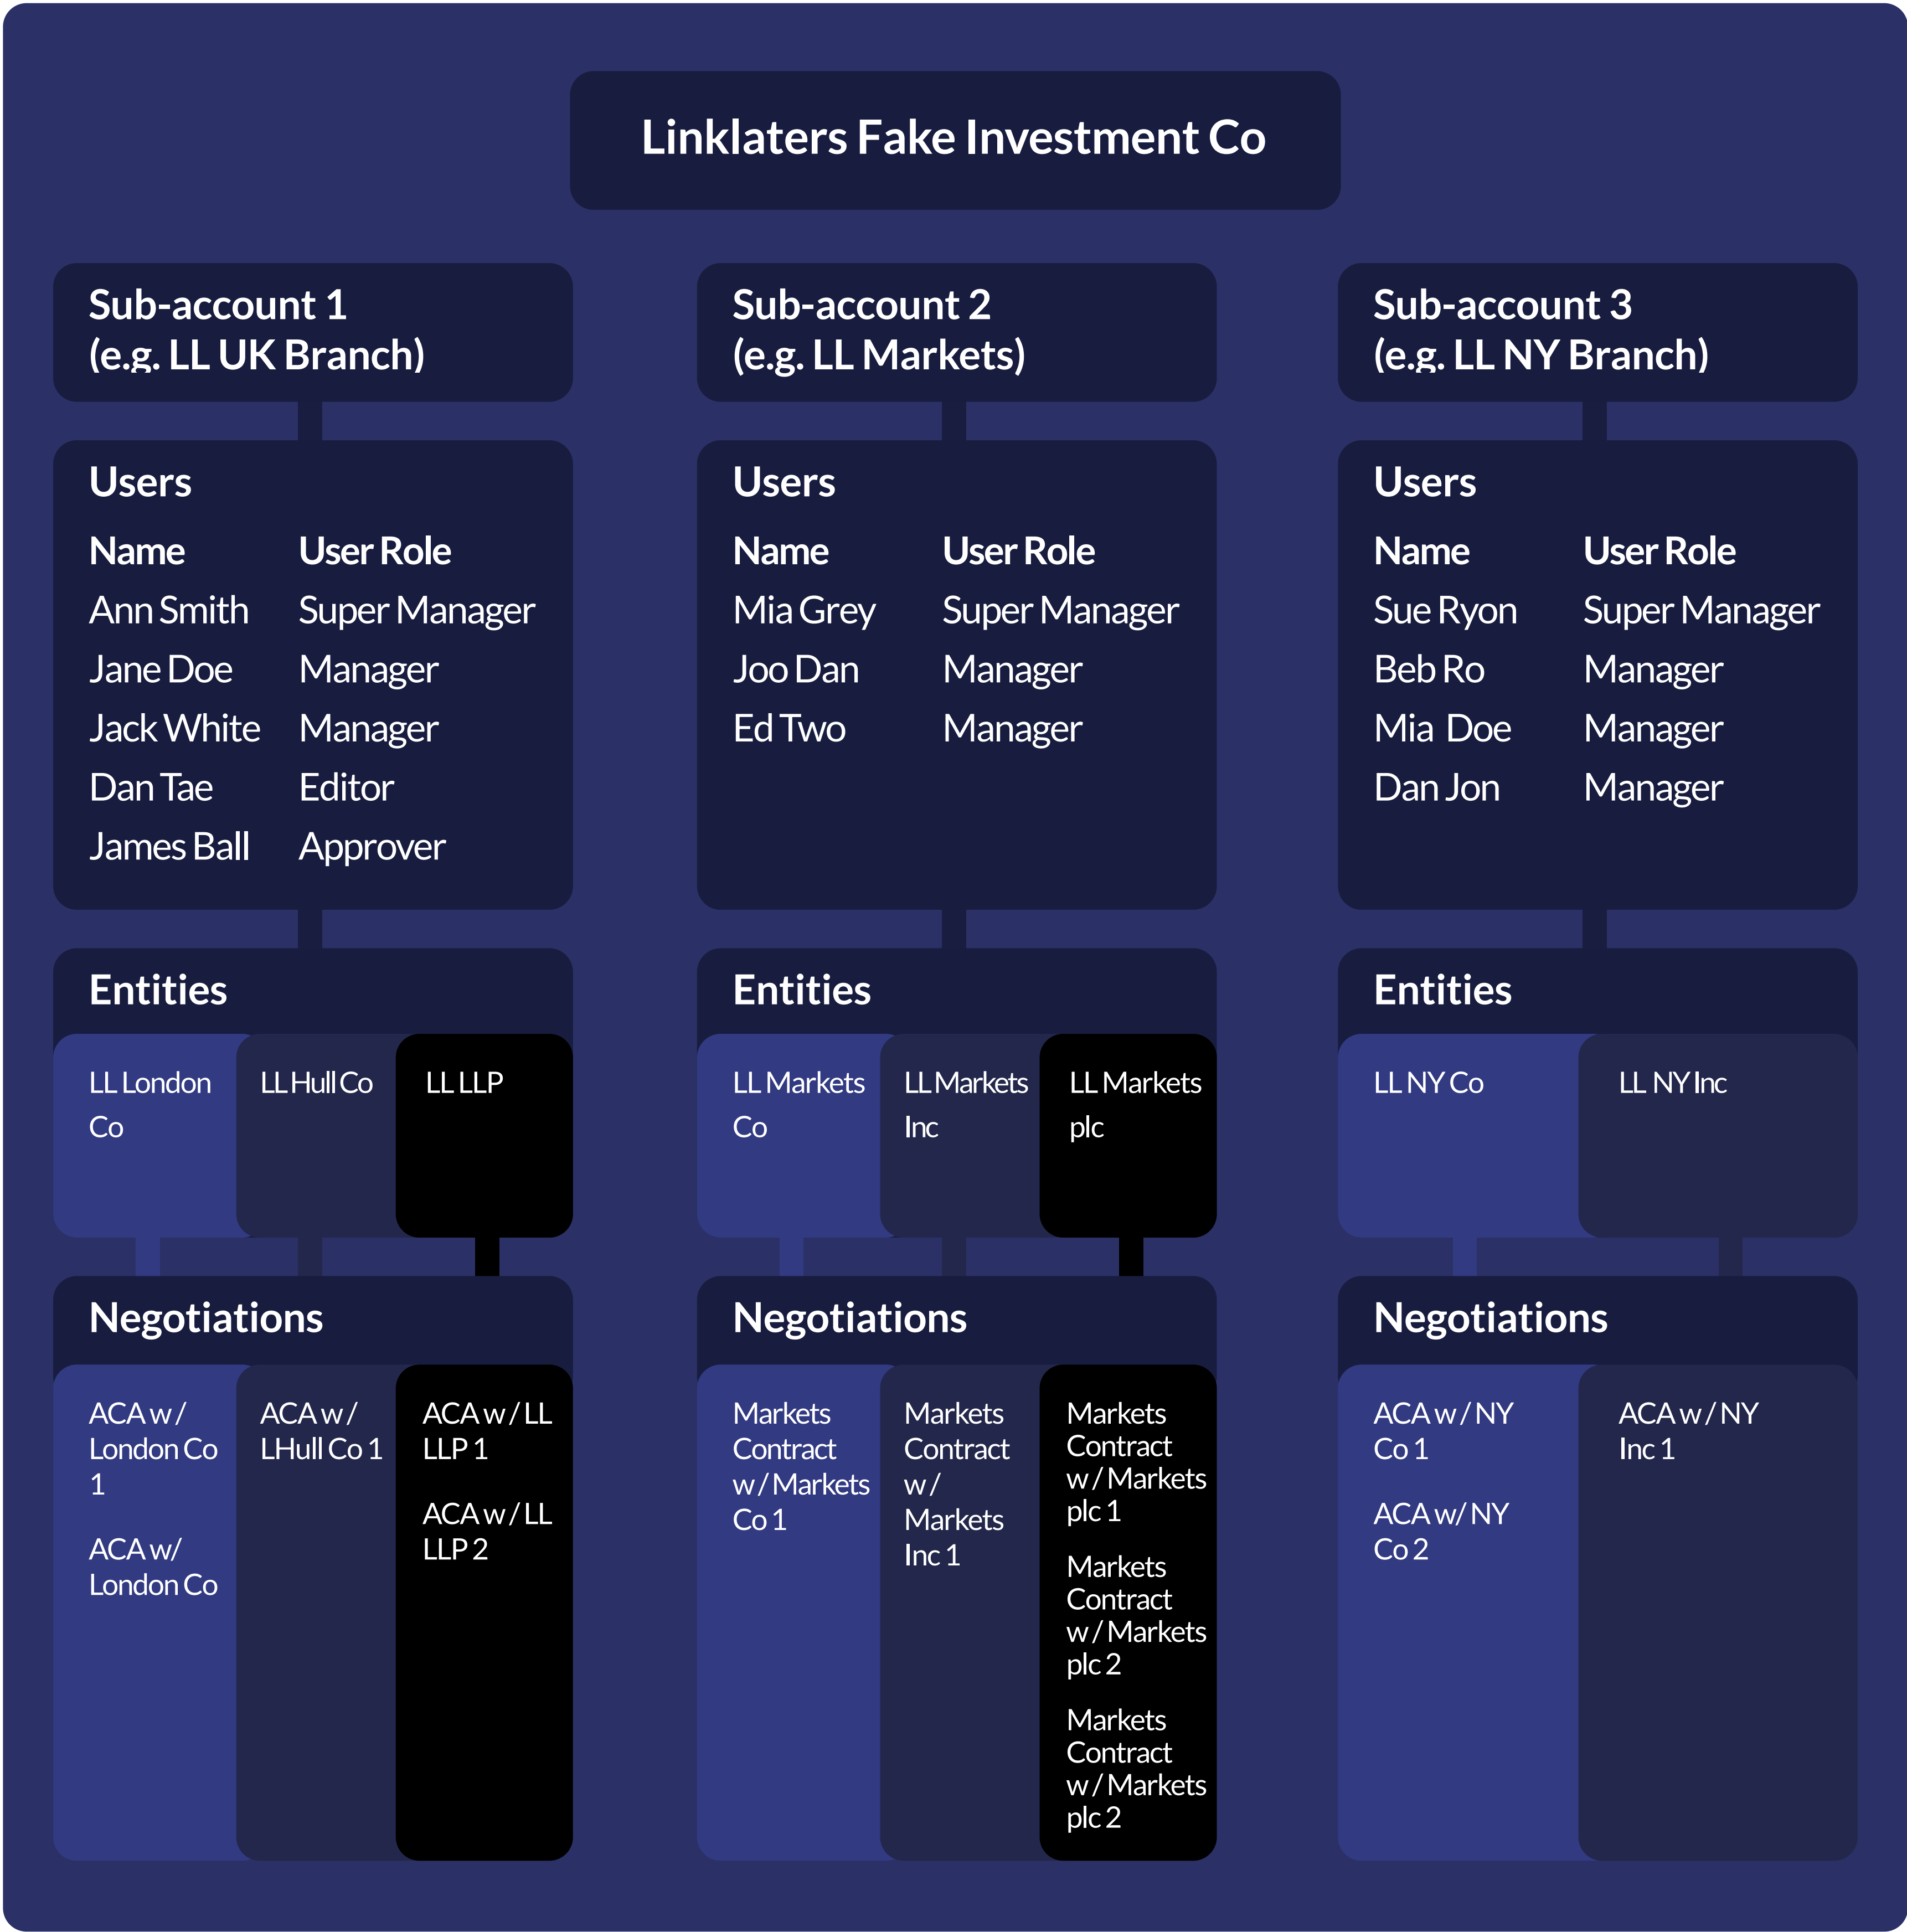 Linklaters Fake Investment Co
Sub-account 1
(e.g. LL UK Branch)
Users
Name User Role
Ann Smith Super Manager
Jane Doe Manager
Jack White Manager
Dan Tae Editor
James Ball Approver
Entities
LL London
Co
LL Hull Co
LL LLP
Negotiations
ACA w /
London Co
1
ACA w/
London Co
ACA w /
LHull Co 1
ACA w / LL
LLP 1
ACA w / LL
LLP 2
Sub-account 2
(e.g. LL Markets)
Users
Name User Role
Mia Grey Super Manager
Joo Dan Manager
Ed Two Manager
Entities
LL Markets
Co
LL Markets
Inc
LL Markets
plc
Negotiations
Markets
Contract
w / Markets
Co 1
Markets
Contract
w /
Markets
Inc 1
Markets
Contract
w / Markets
plc 1
Markets
Contract
w / Markets
plc 2
Markets
Contract
w / Markets
plc 2
Sub-account 3
(e.g. LL NY Branch)
Users
Name User Role
Sue Ryon Super Manager
Beb Ro Manager
Mia Doe Manager
Dan Jon Manager
Entities
LL NY Co
LL NY Inc
Negotiations
ACA w / NY
Co 1
ACA w/ NY
Co 2
ACA w / NY
Inc 1